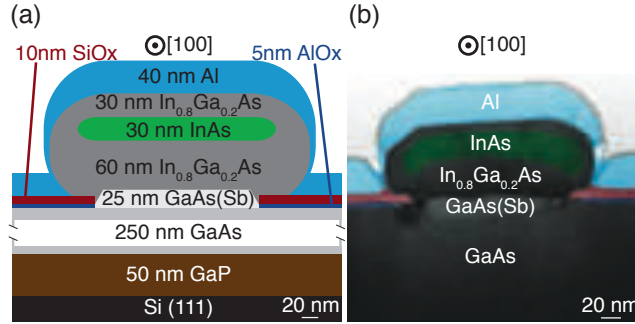 (a)
⊙[100]
10nm SiOx
5nm AlOx
40 nm Al
30 nm In0.8Ga0.2As
30 nm InAs
60 nm In0.8Ga0.2As
25 nm GaAs(Sb)
250 nm GaAs
50 nm GaP
Si (111)
20 nm
(b)
⊙[100]
Al
InAs
In0.8Ga0.2As
GaAs(Sb)
GaAs
20 nm